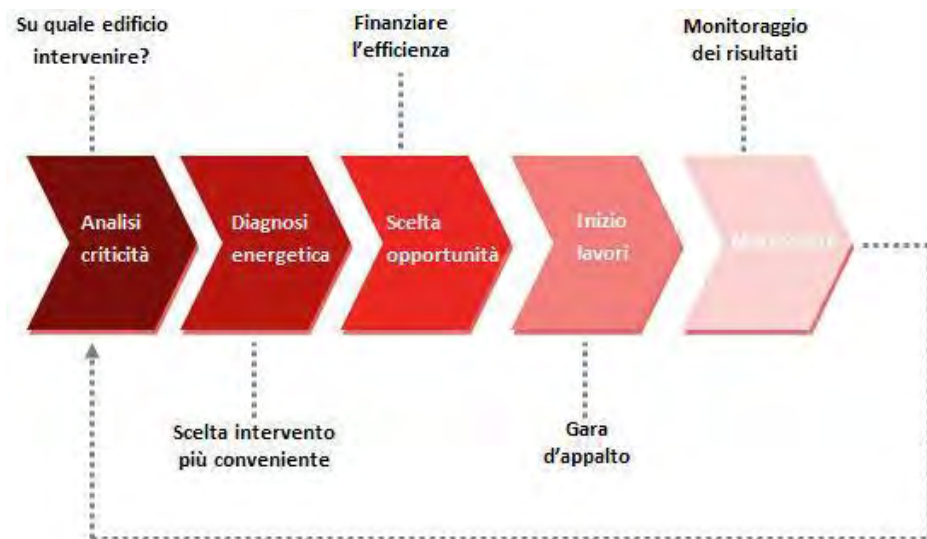 Su quale edificio
intervenire?
Finanziare
l'efficienza
Monitoraggio
dei risultati
Analisi
criticità
Diagnosi
energetica
Scelta
opportunità
Inizio
lavori
Scelta intervento
più conveniente
Gara
d'appalto